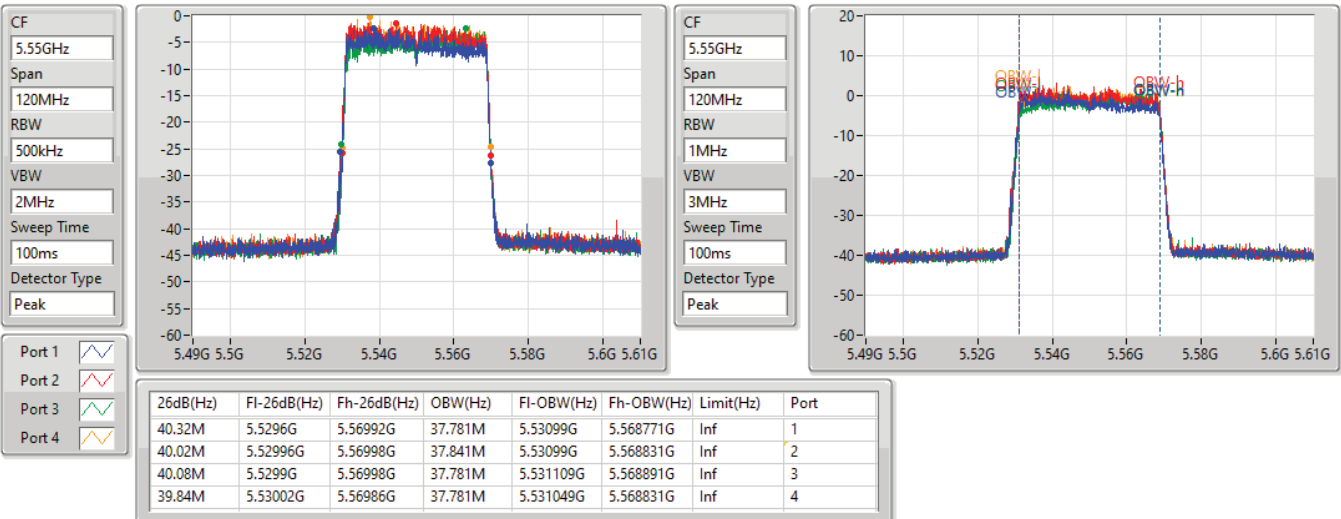 CF
5.55GHz
Span
120MHz
RBW
500kHz
VBW
2MHz
Sweep Time
100ms
Detector Type
Peak
0
-5
-10
-15
-20
-25
-30
-35
-40
-45
-50
-55
-60
5.49G 5.5G 5.52G 5.54G 5.56G 5.58G 5.6G 5.61G
CF
5.55GHz
Span
120MHz
RBW
1MHz
VBW
3MHz
Sweep Time
100ms
Detector Type
Peak
20
10
0
-10
-20
-30
-40
-50
-60
OBW-l OBW-h
5.49G 5.5G 5.52G 5.54G 5.56G 5.58G 5.6G 5.61G
Port 1
Port 2
Port 3
Port 4
26dB(Hz) Fl-26dB(Hz) Fh-26dB(Hz) OBW(Hz) Fl-OBW(Hz) Fh-OBW(Hz) Limit(Hz) Port
40.32M 5.5296G 5.56992G 37.781M 5.53099G 5.568771G Inf 1
40.02M 5.52996G 5.56998G 37.841M 5.53099G 5.568831G Inf 2
40.08M 5.5299G 5.56998G 37.781M 5.531109G 5.568891G Inf 3
39.84M 5.53002G 5.56986G 37.781M 5.531049G 5.568831G Inf 4